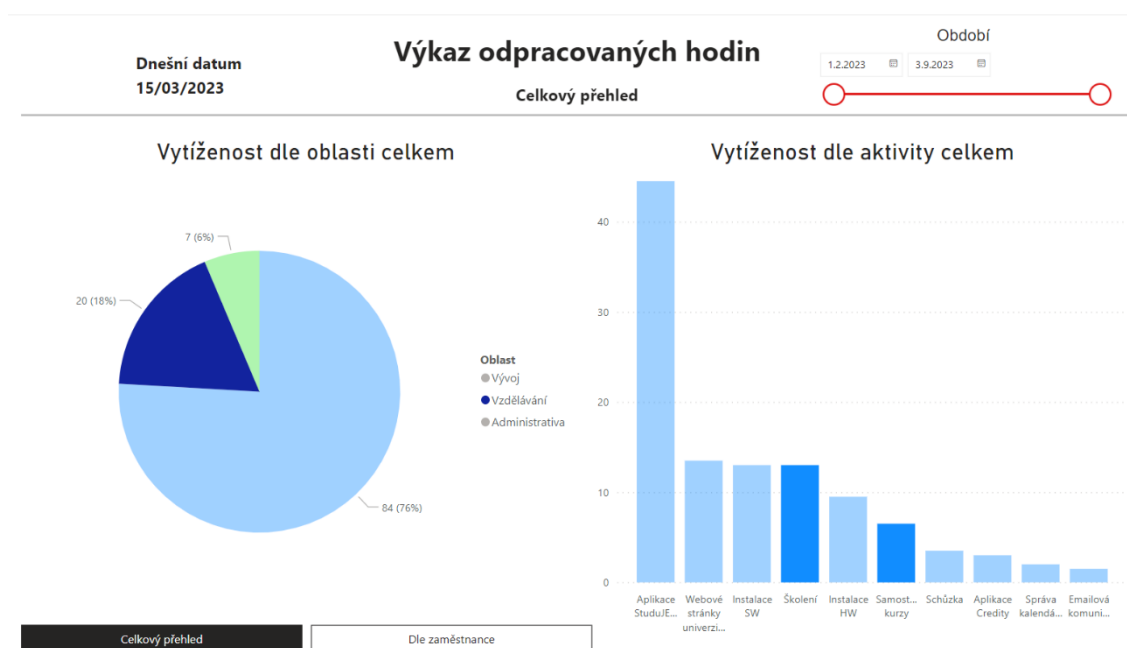 Dnešní datum
15/03/2023
Výkaz odpracovaných hodin
Celkový přehled
Období
1.2.2023
3.9.2023
Vytíženost dle oblasti celkem
7 (6%)
20 (18%)
84 (76%)
Oblast
Vývoj
Vzdělávání
Administrativa
Vytíženost dle aktivity celkem
40
30
20
10
0
Aplikace
StuduJE...
Webové
stránky
univerzi...
Instalace
SW
Školení
Instalace
HW
Samost...
kurzy
Schůzka
Aplikace
Credity
Správa
kalendá...
Emailová
komuni...
Celkový přehled
Dle zaměstnance